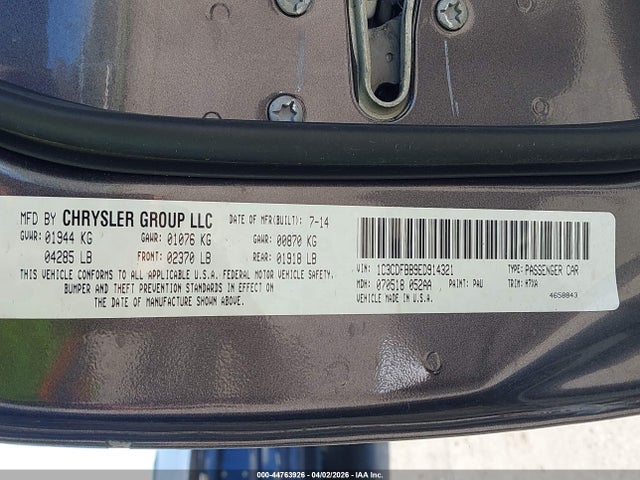 MFD BY CHRYSLER GROUP LLC DATE OF MFR(BUILT): 7-14
GVWR: 01944 KG GAWR: 01076 KG GAWR: 00870 KG
04285 LB FRONT: 02370 LB REAR: 01918 LB
THIS VEHICLE CONFORMS TO ALL APPLICABLE FEDERAL MOTOR VEHICLE SAFETY,
BUMPER AND THEFT PREVENTION STANDARDS IN EFFECT ON
THE DATE OF MANUFACTURE SHOWN ABOVE.
VIN: 1C3CDFBB9ED914321 TYPE: PASSENGER CAR
MDH: 070518 052AA PAINT: PAU TRIM: H7XA
VEHICLE MADE IN U.S.A. 4658843
000-44763926 - 04/02/2026 - IAA Inc.